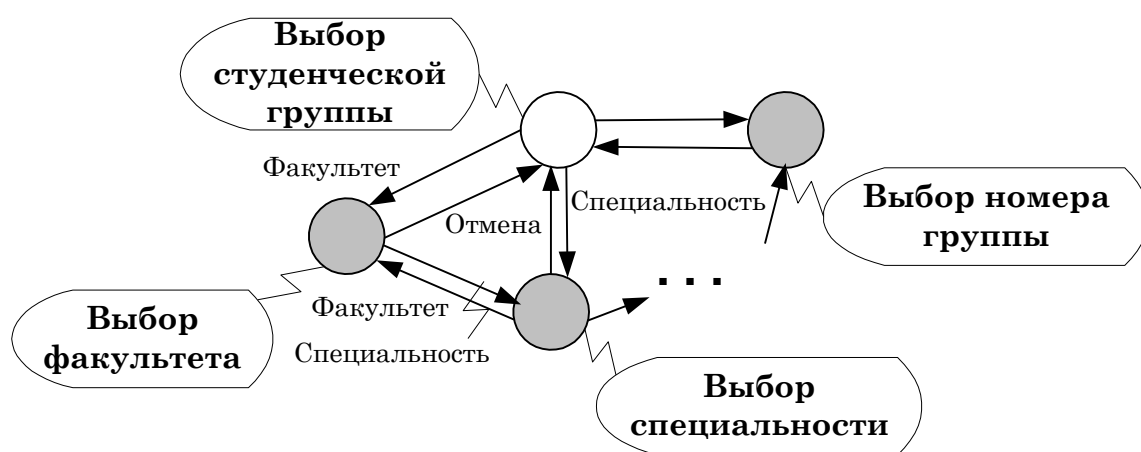 Выбор
студенческой
группы
Факультет
Отмена
Специальность
Выбор номера
группы
Факультет
Специальность
Выбор
факультета
. . .
Выбор
специальности